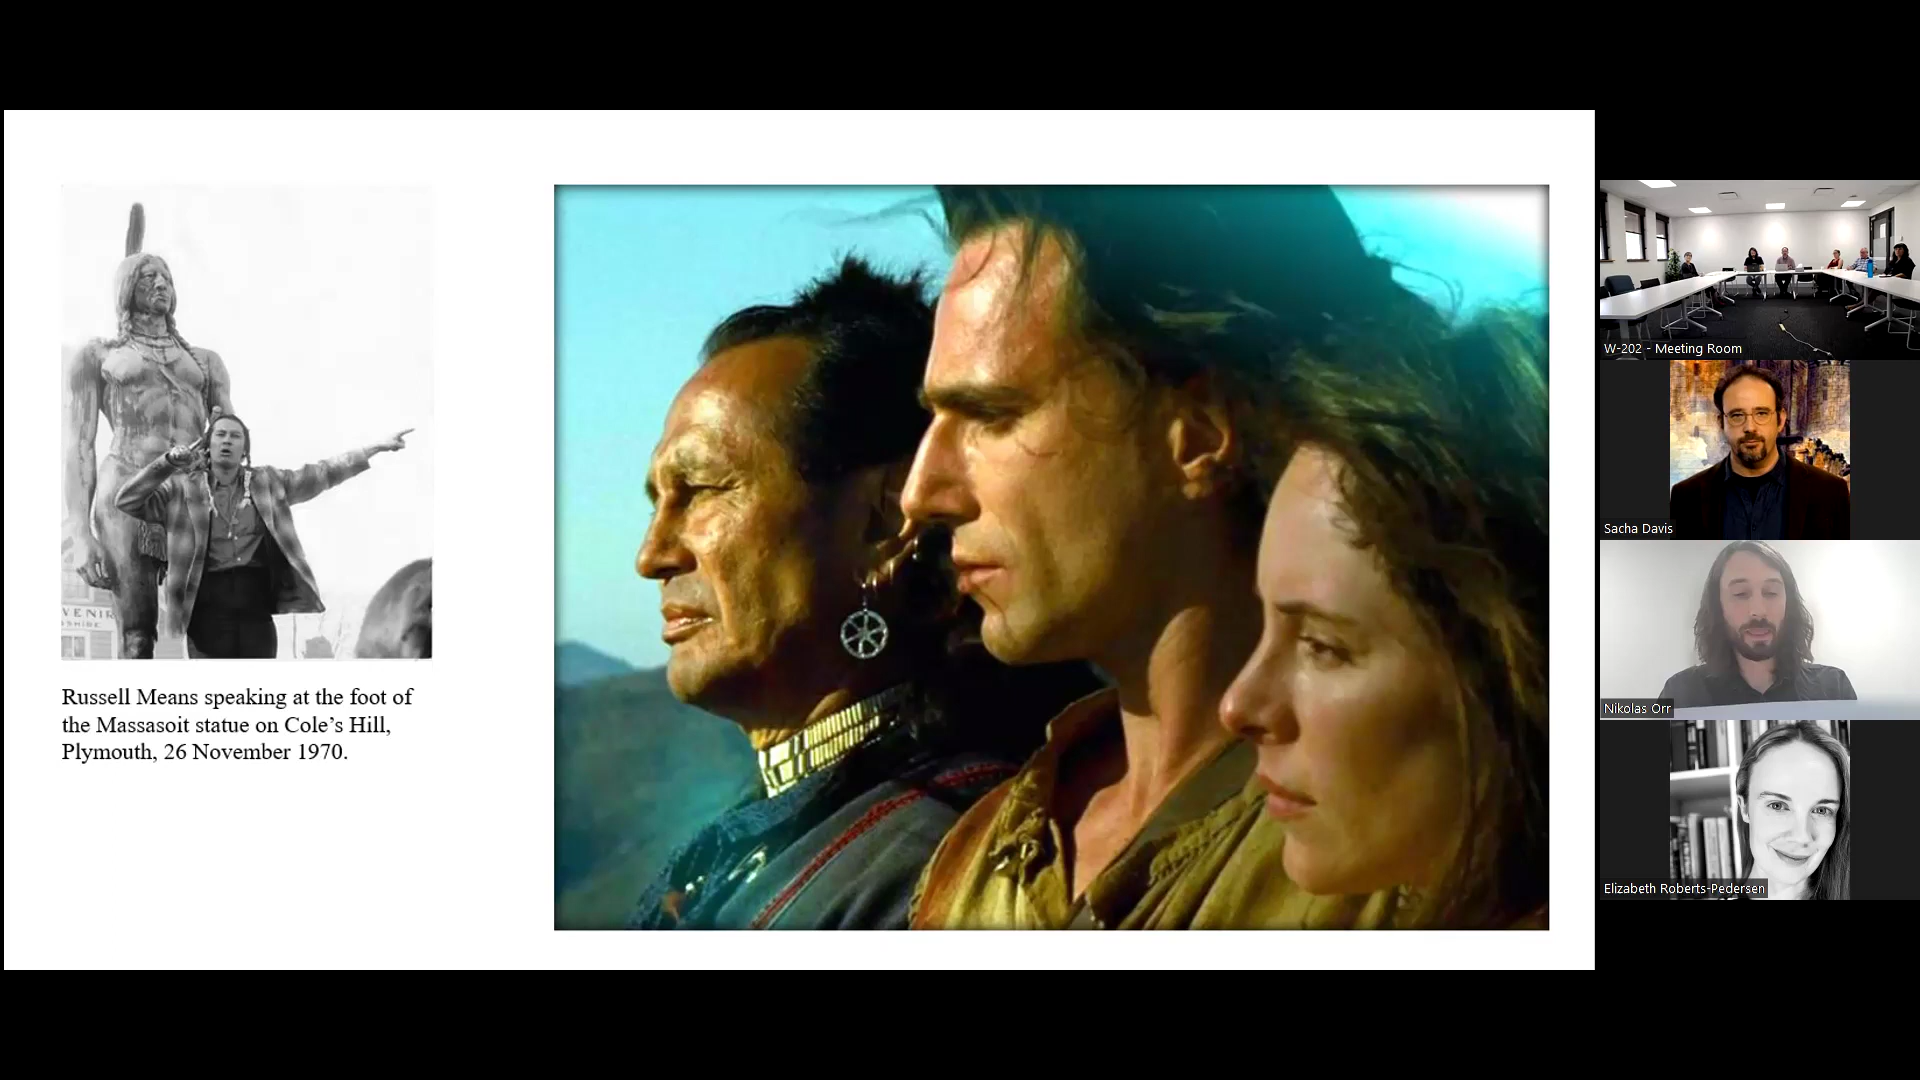 Russell Means speaking at the foot of
the Massasoit statue on Cole’s Hill,
Plymouth, 26 November 1970.
W-202 - Meeting Room
Sacha Davis
Nikolas Orr
Elizabeth Roberts-Pedersen